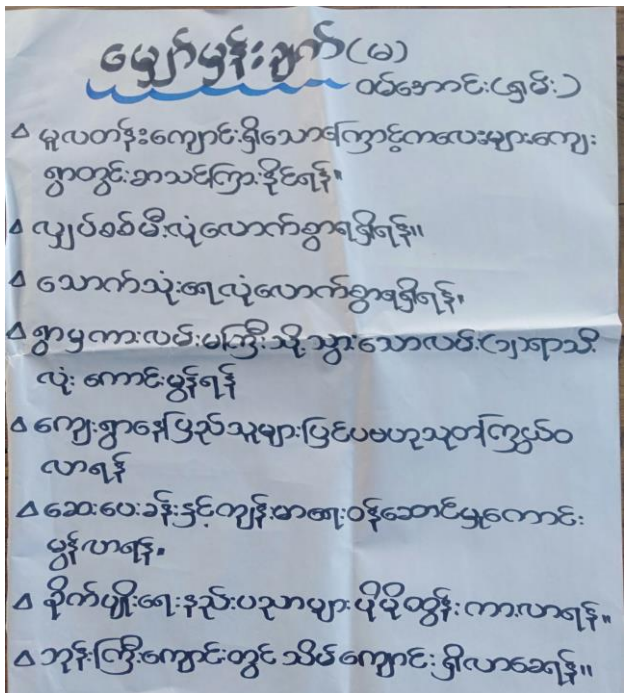 မျှော်မှန်းချက်(မ)
ဝမ်အောင်း(ရှမ်း)
△ မူလတန်းကျောင်းရှိသောကြောင့်ကလေးများကျေး
ရွာတွင်းစာသင်ကြားနိုင်ရန်။
△ လျှပ်စစ်မီးလုံလောက်စွာရရှိရန်။
△ သောက်သုံးရေလုံလောက်စွာရရှိရန်။
△ ရွာမှကားလမ်းမကြီးသို့သွားသောလမ်း(၃)ရာသီ
လုံး ကောင်းမွန်ရန်
△ ကျေးရွာနေပြည်သူများပြင်ပဗဟုသုတကြွယ်ဝ
လာရန်
△ ဆေးပေးခန်းနှင့်ကျန်းမာရေးဝန်ဆောင်မှုကောင်း
မွန်လာရန်။
△ စိုက်ပျိုးရေးနည်းပညာများပိုမိုထွန်းကားလာရန်။
△ ဘုန်းကြီးကျောင်းတွင် သိမ်ကျောင်း ရှိလာစေရန်။